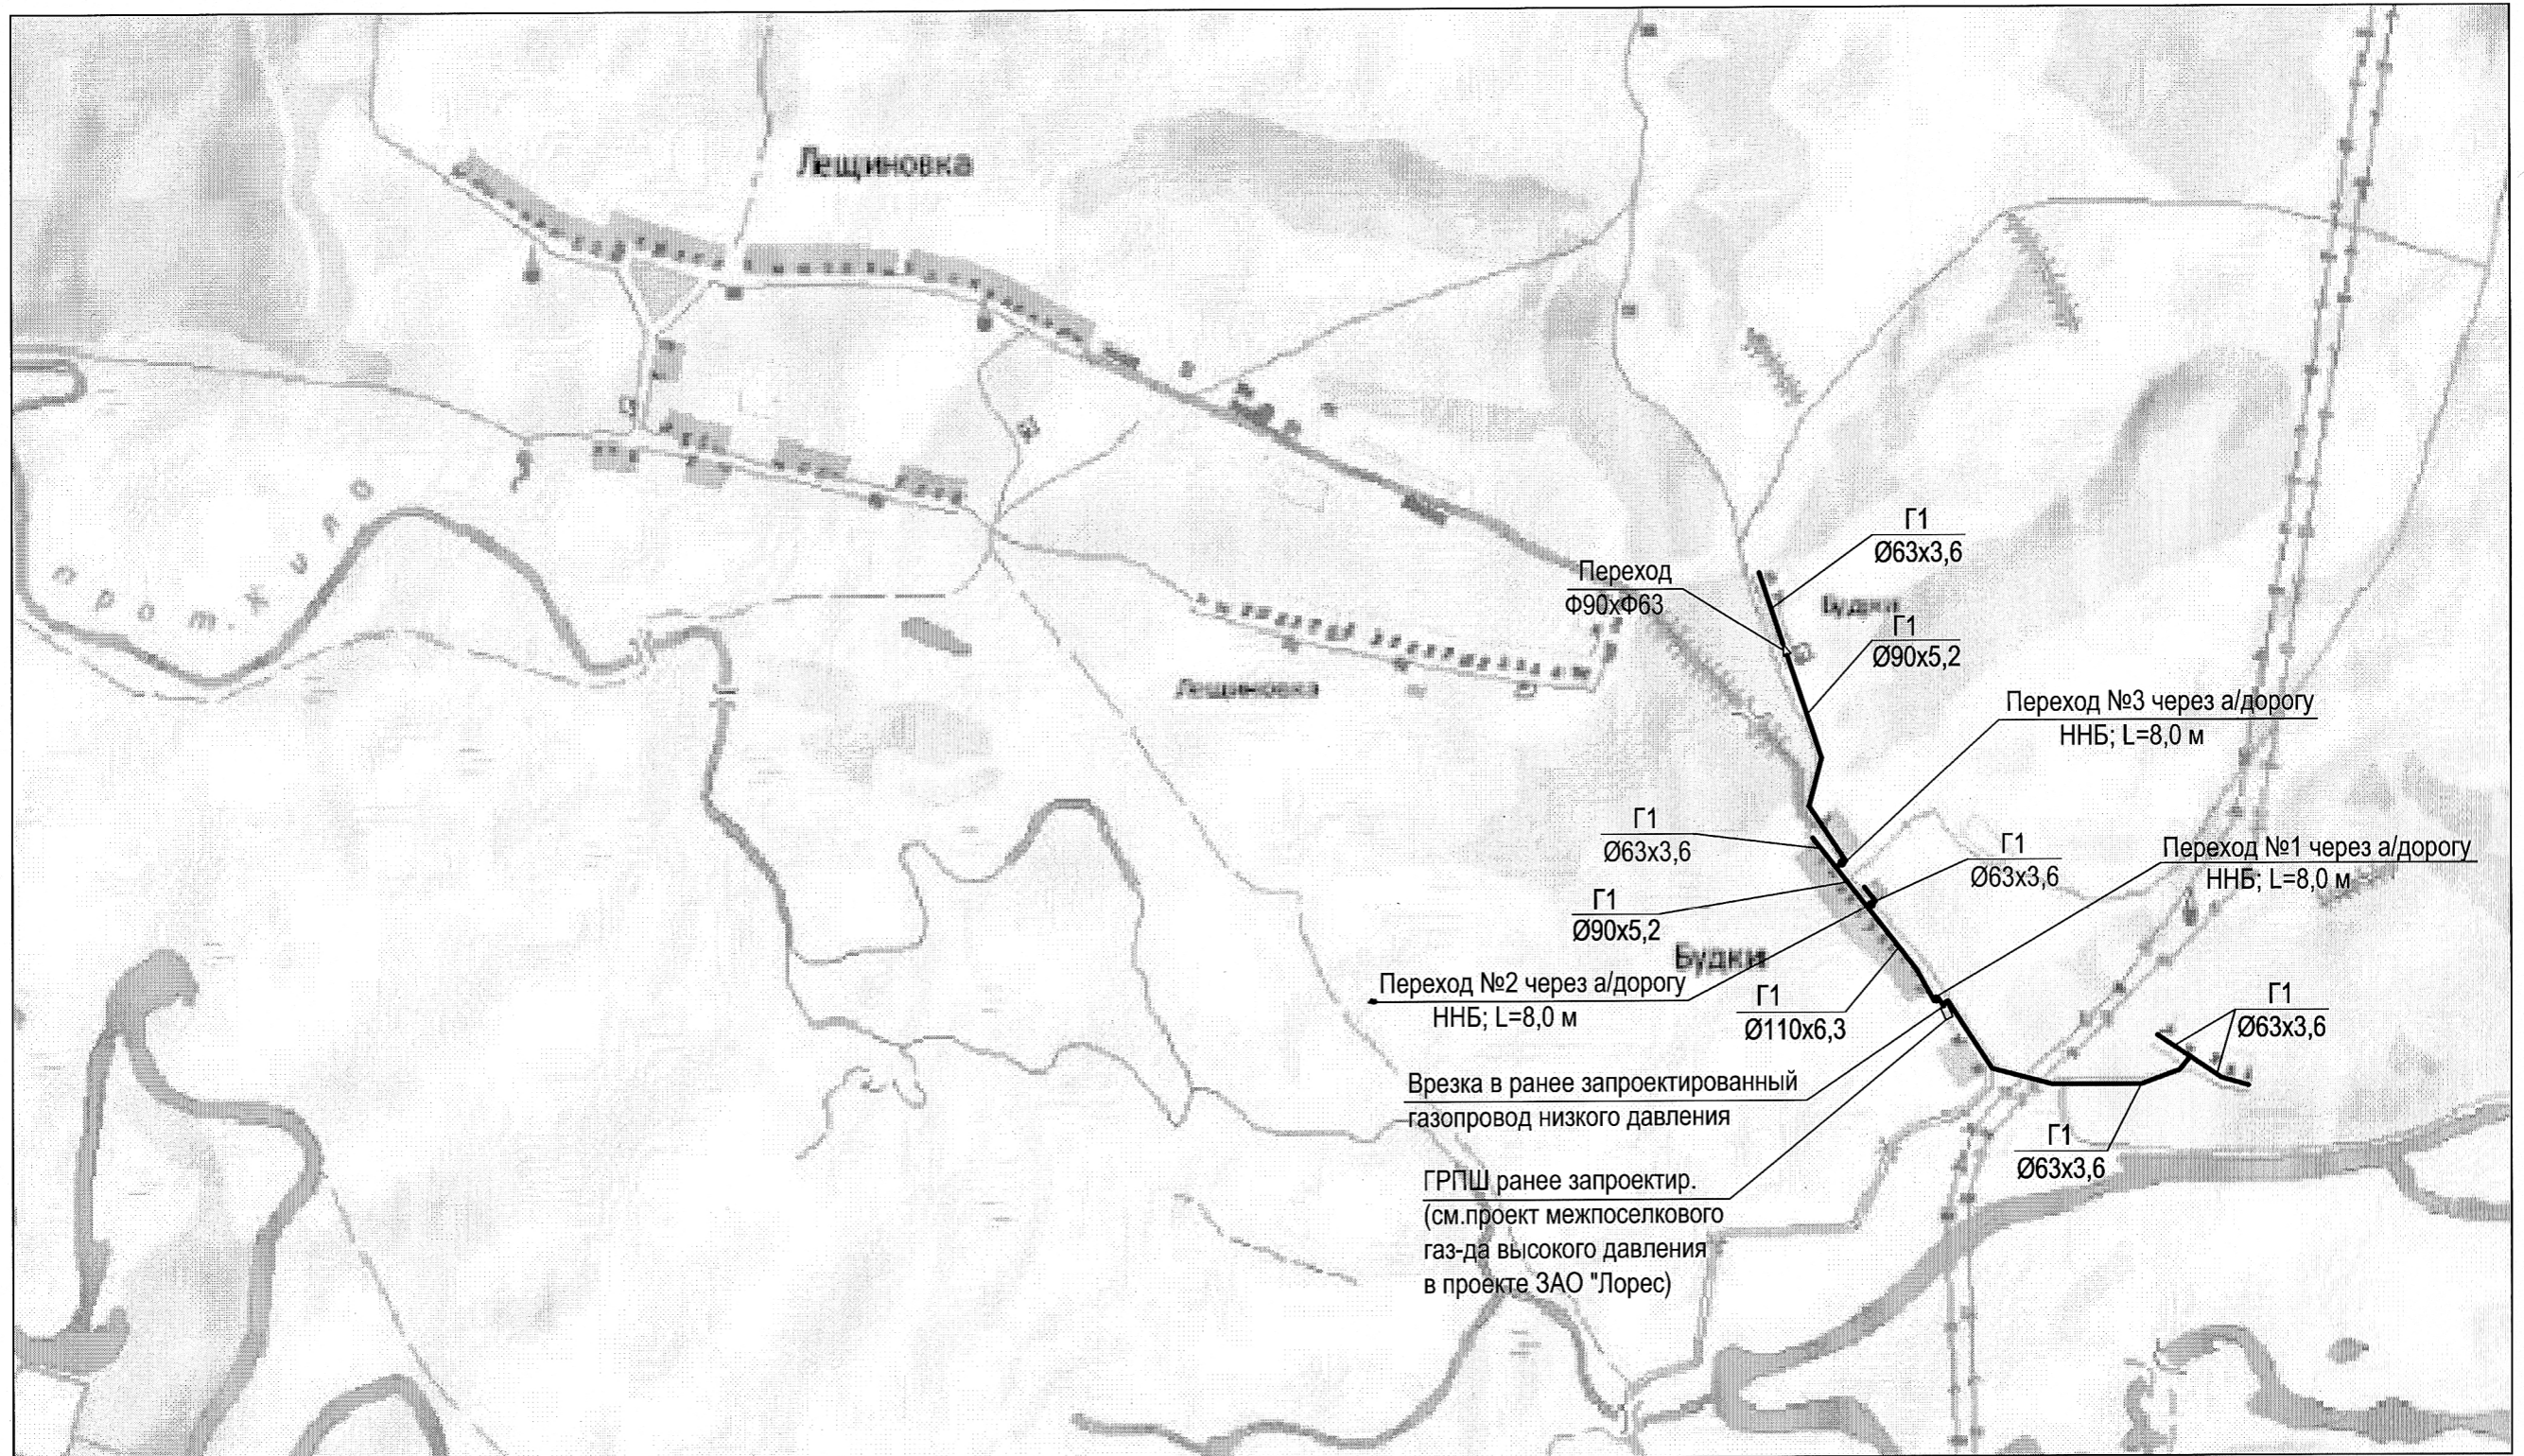 Лещиновка
прот. Кияло
Г1
Ø63х3,6
Переход
Ф90хФ63
Будки
Г1
Ø90х5,2
Лещиновка
Переход №3 через а/дорогу
ННБ; L=8,0 м
Г1
Ø63х3,6
Г1
Ø63х3,6
Переход №1 через а/дорогу
ННБ; L=8,0 м
Г1
Ø90х5,2
Будки
Переход №2 через а/дорогу
ННБ; L=8,0 м
Г1
Ø110х6,3
Г1
Ø63х3,6
Врезка в ранее запроектированный
газопровод низкого давления
Г1
Ø63х3,6
ГРПШ ранее запроектир.
(см.проект межпоселкового
газ-да высокого давления
в проекте ЗАО "Лорес)